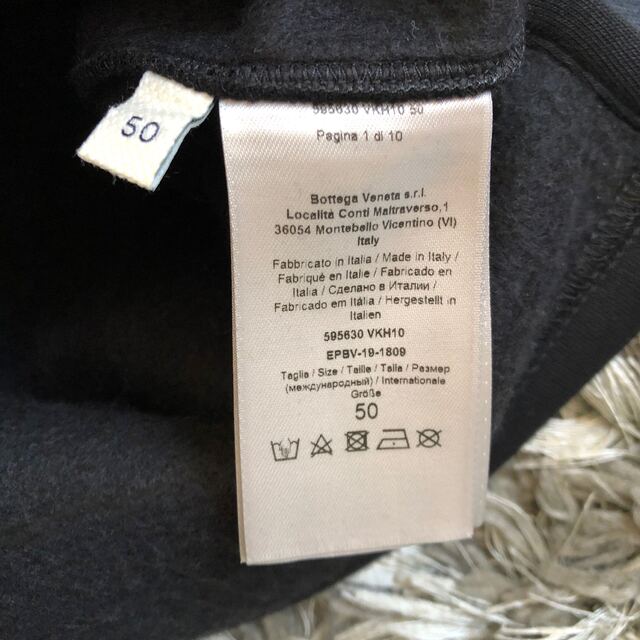 50
595630 VKH10 50
Pagina 1 di 10
Bottega Veneta s.r.l.
Località Conti Maltraverso,1
36054 Montebello Vicentino (VI)
Italy
Fabbricato in Italia / Made in Italy /
Fabriqué en Italie / Fabricado en
Italia / Сделано в ИТалии /
Fabricado em Itália / Hergestellt in
Italien
595630 VKH10
EPBV-19-1809
Taglia / Size / Taille / Talla / Размер
(международный) / Internationale
Größe
50